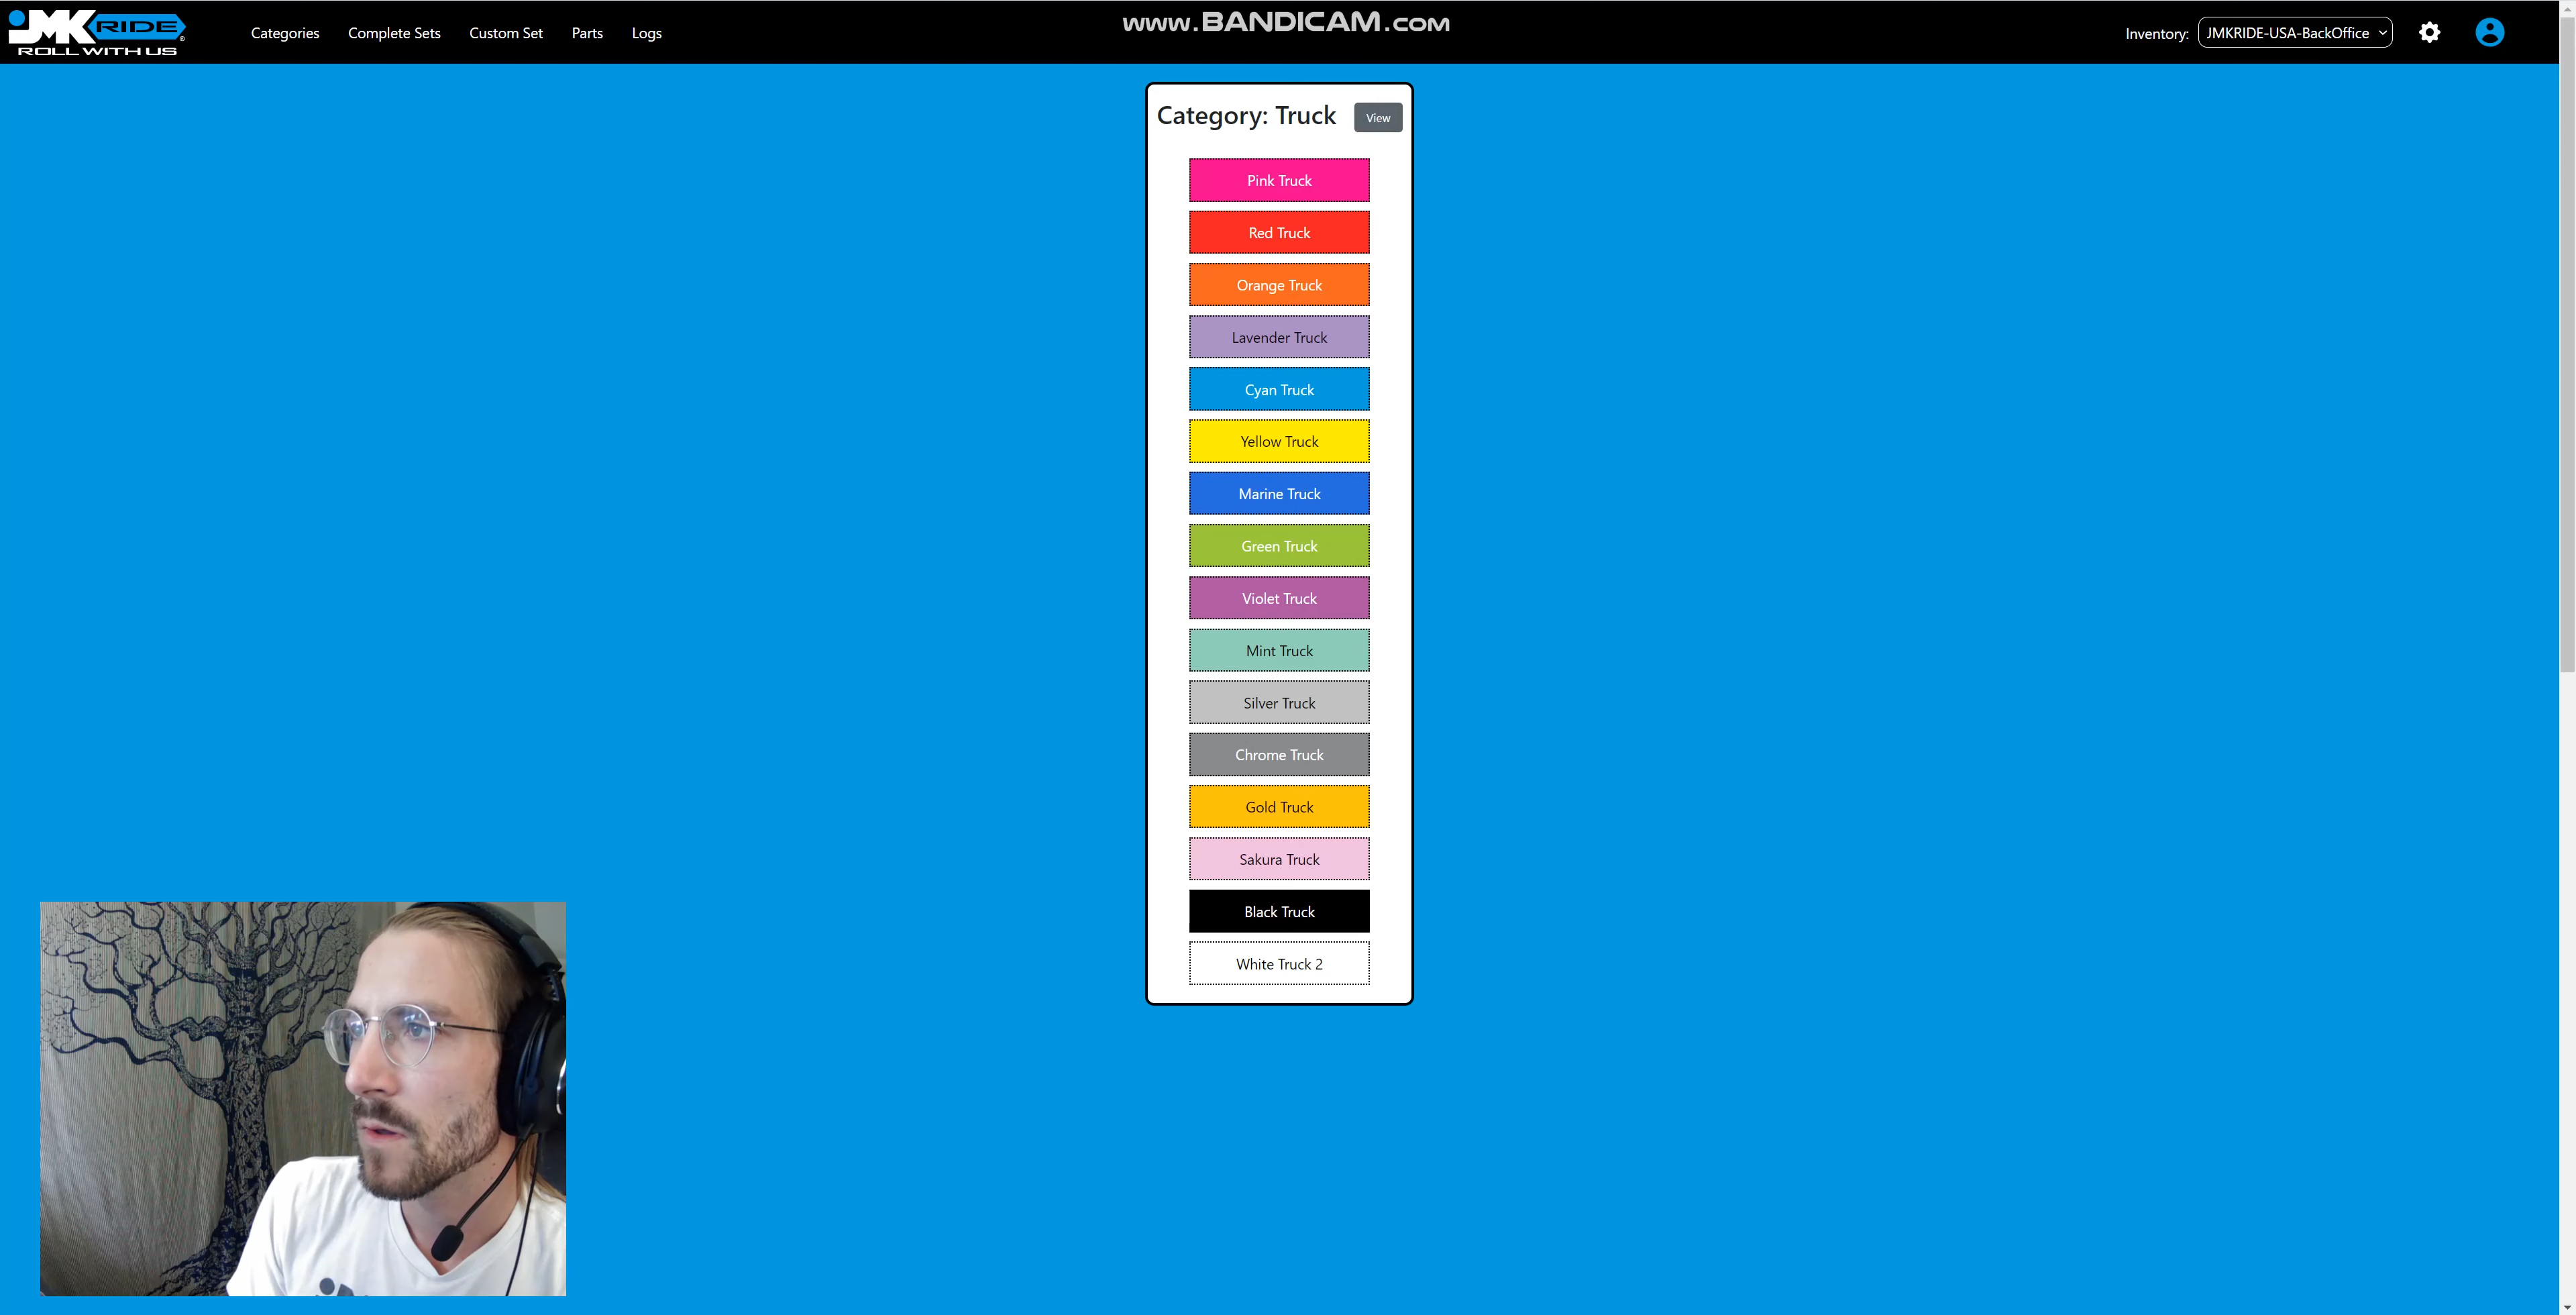 JMK RIDE®
ROLL WITH US
Categories Complete Sets Custom Set Parts Logs
www.BANDICAM.com
Inventory: JMKRIDE-USA-BackOffice
Category: Truck View
Pink Truck
Red Truck
Orange Truck
Lavender Truck
Cyan Truck
Yellow Truck
Marine Truck
Green Truck
Violet Truck
Mint Truck
Silver Truck
Chrome Truck
Gold Truck
Sakura Truck
Black Truck
White Truck 2